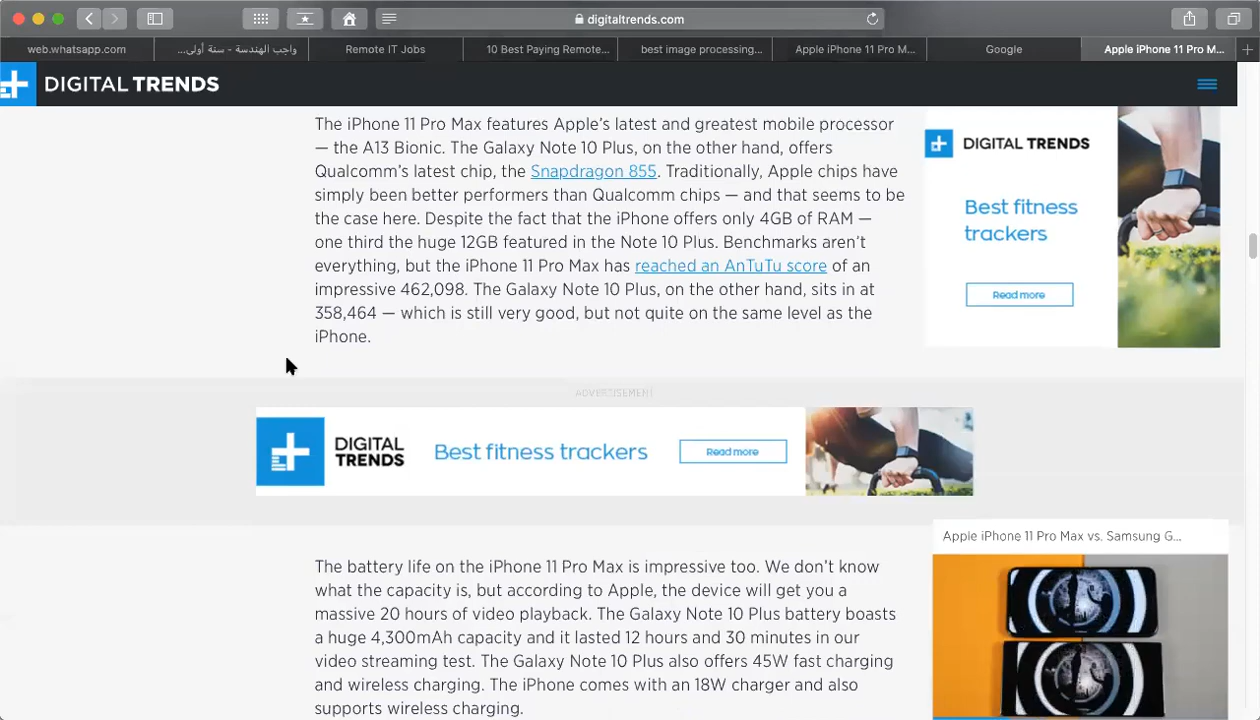 digitaltrends.com
web.whatsapp.com
واجب الهندسة - سنة أولى...
Remote IT Jobs
10 Best Paying Remote...
best image processing...
Apple iPhone 11 Pro M...
Google
Apple iPhone 11 Pro M...
DIGITAL TRENDS
The iPhone 11 Pro Max features Apple's latest and greatest mobile processor
— the A13 Bionic. The Galaxy Note 10 Plus, on the other hand, offers
Qualcomm's latest chip, the Snapdragon 855. Traditionally, Apple chips have
simply been better performers than Qualcomm chips — and that seems to be
the case here. Despite the fact that the iPhone offers only 4GB of RAM —
one third the huge 12GB featured in the Note 10 Plus. Benchmarks aren't
everything, but the iPhone 11 Pro Max has reached an AnTuTu score of an
impressive 462,098. The Galaxy Note 10 Plus, on the other hand, sits in at
358,464 — which is still very good, but not quite on the same level as the
iPhone.
DIGITAL TRENDS
Best fitness
trackers
Read more
ADVERTISEMENT
DIGITAL
TRENDS
Best fitness trackers
Read more
The battery life on the iPhone 11 Pro Max is impressive too. We don't know
what the capacity is, but according to Apple, the device will get you a
massive 20 hours of video playback. The Galaxy Note 10 Plus battery boasts
a huge 4,300mAh capacity and it lasted 12 hours and 30 minutes in our
video streaming test. The Galaxy Note 10 Plus also offers 45W fast charging
and wireless charging. The iPhone comes with an 18W charger and also
supports wireless charging.
Apple iPhone 11 Pro Max vs. Samsung G...